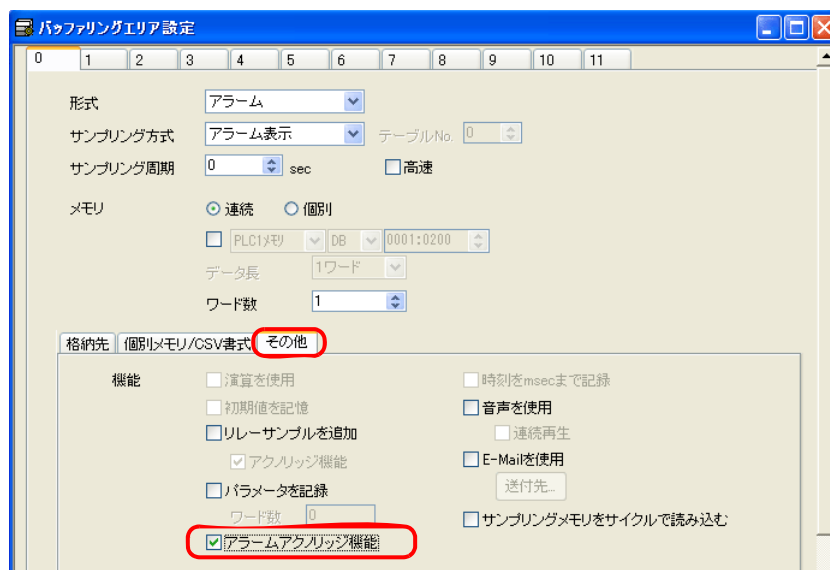 バッファリングエリア設定
0 1 2 3 4 5 6 7 8 9 10 11
形式 アラーム
サンプリング方式 アラーム表示 テーブルNo. 0
サンプリング周期 0 sec 高速
メモリ 連続 個別
PLC1メモリ DB 0001:0200
データ長 1ワード
ワード数 1
格納先 個別メモリ/CSV書式 その他
機能 演算を使用 時刻をmsecまで記録
初期値を記憶 音声を使用
リレーサンプルを追加 連続再生
アクノリッジ機能 E-Mailを使用
パラメータを記録 送付先...
ワード数 0 サンプリングメモリをサイクルで読み込む
アラームアクノリッジ機能